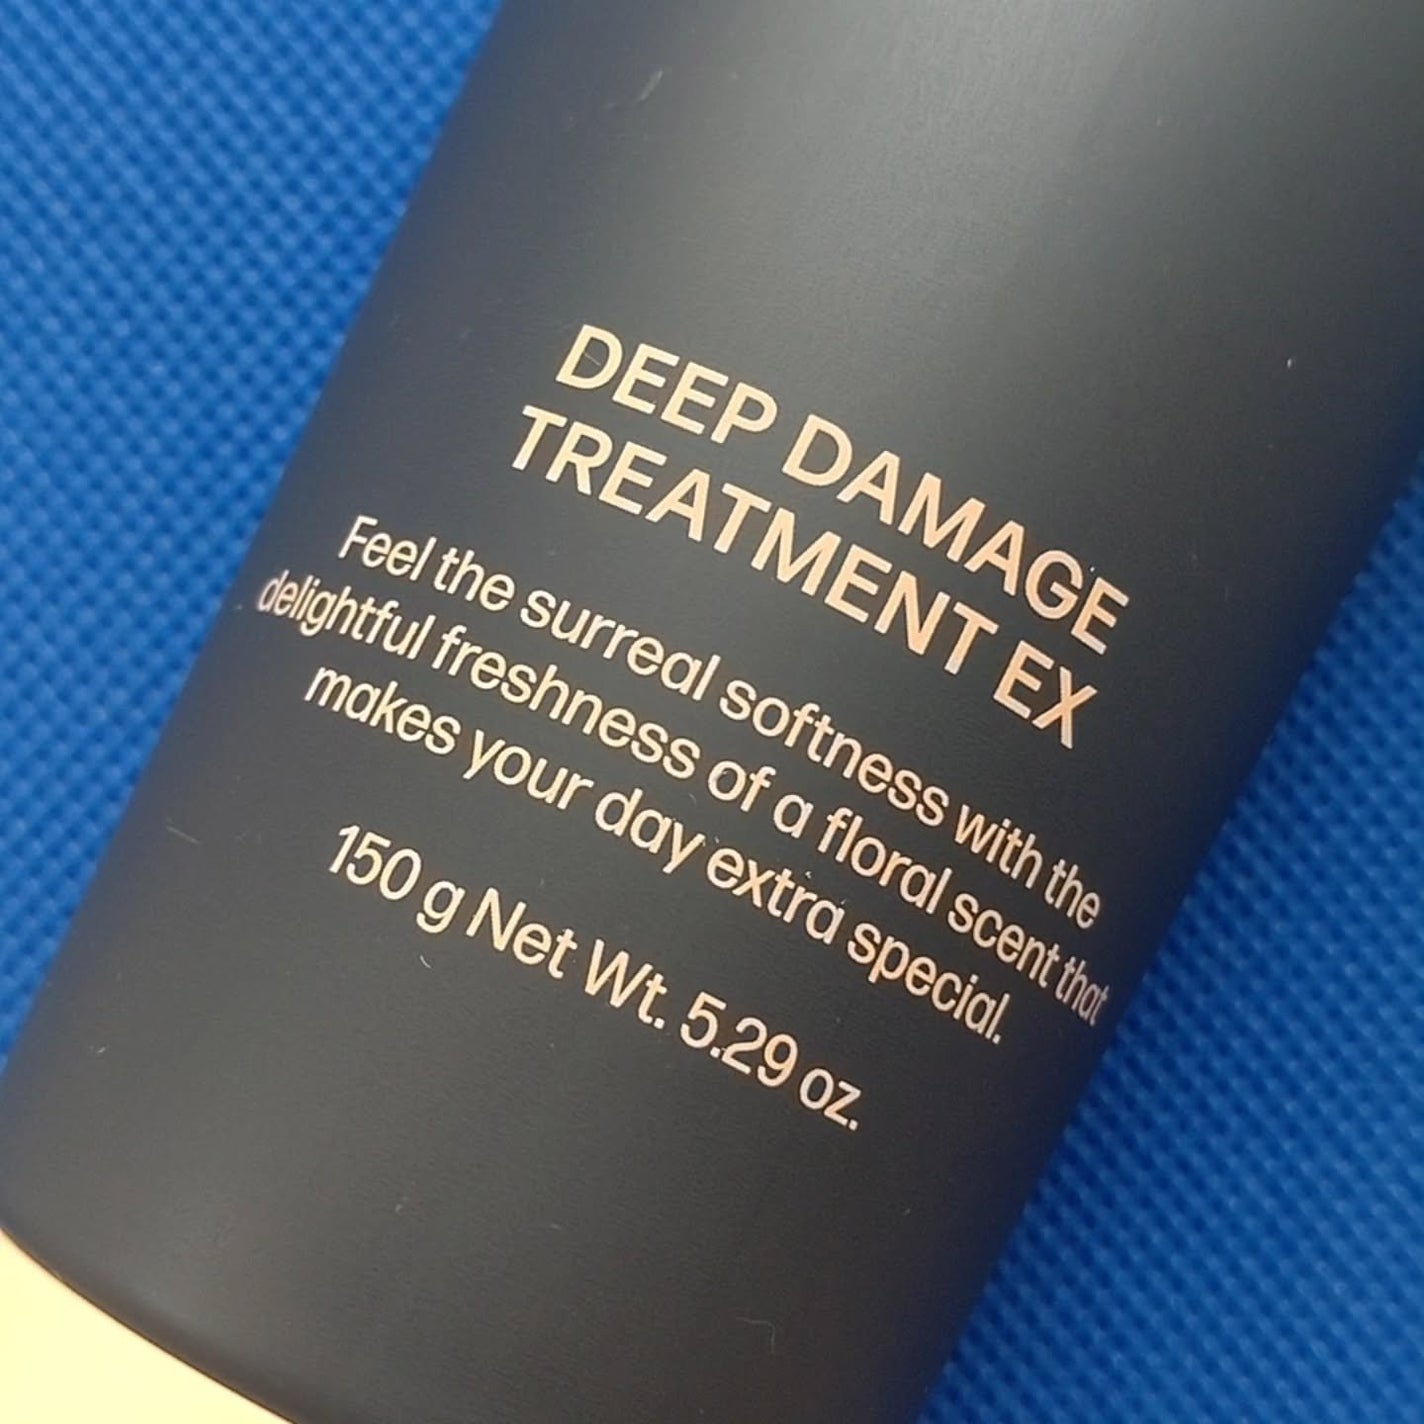 DEEP DAMAGE
TREATMENT EX
Feel the surreal softness with the
delightful freshness of a floral scent that
makes your day extra special.
150 g Net Wt. 5.29 oz.